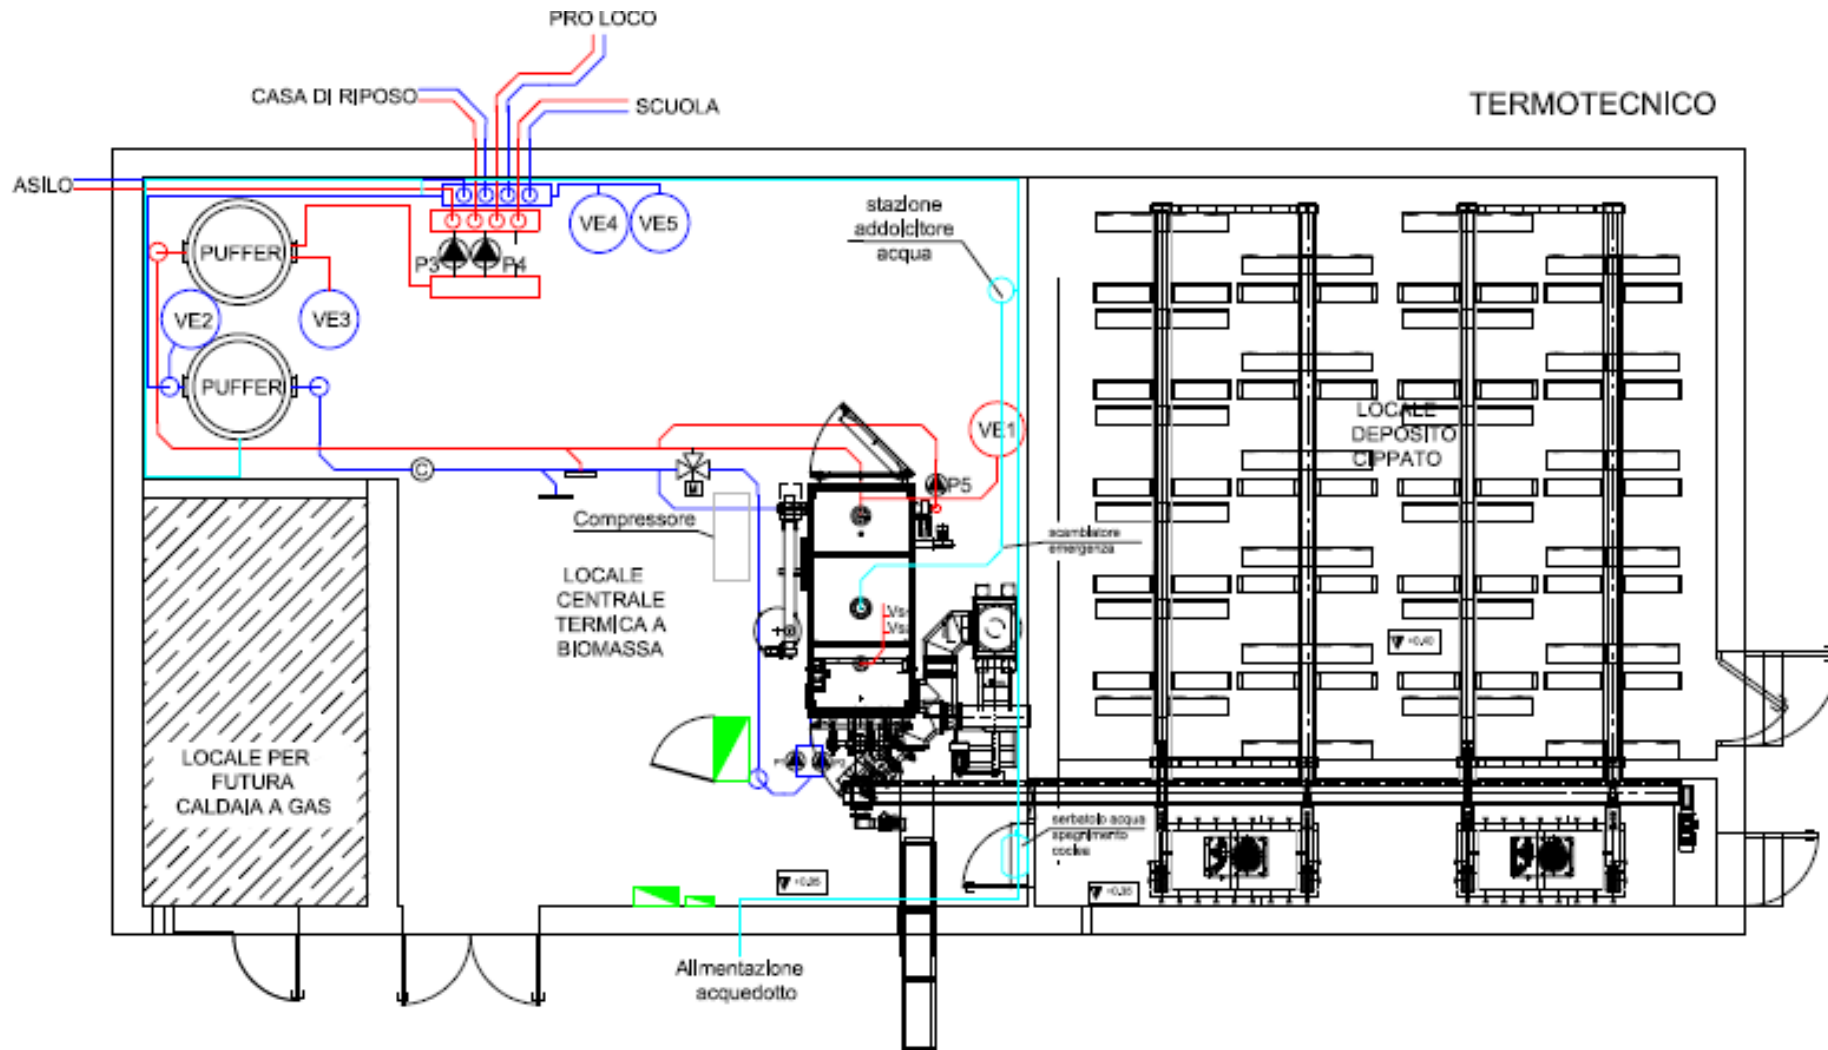 PRO LOCO
CASA DI RIPOSO
SCUOLA
TERMOTECNICO
ASILO
PUFFER
VE4
VE5
stazione
addolcitore
acqua
P3
P4
VE2
VE3
PUFFER
VE1
LOCALE
DEPOSITO
CIPPATO
C
M
P5
Compressore
scambiatore
emergenza
LOCALE
CENTRALE
TERMICA A
BIOMASSA
LOCALE PER
FUTURA
CALDAIA A GAS
serbatoio acqua
spegnimento
coclea
Alimentazione
acquedotto